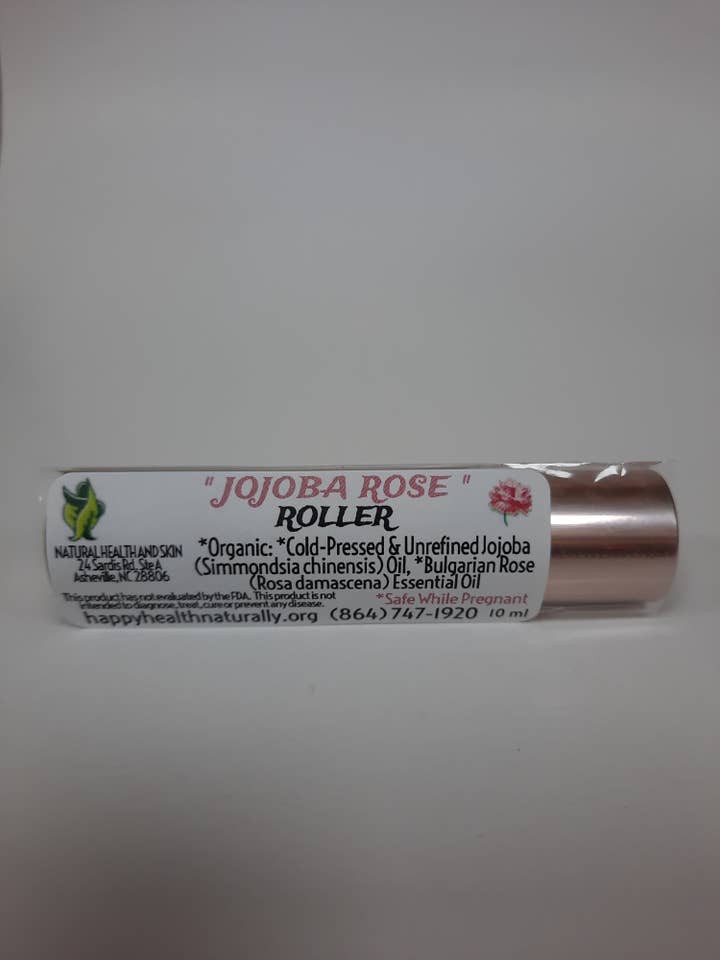 "JOJOBA ROSE"
ROLLER
NATURAL HEALTH AND SKIN
24 Sardis Rd, Ste A
Asheville, NC 28806
*Organic: *Cold-Pressed & Unrefined Jojoba
(Simmondsia chinensis) Oil, *Bulgarian Rose
(Rosa damascena) Essential Oil
This product has not evaluated by the FDA. This product is not
intended to diagnose, treat, cure or prevent any disease.
*Safe While Pregnant
happyhealthnaturally.org (864) 747-1920 10 ml